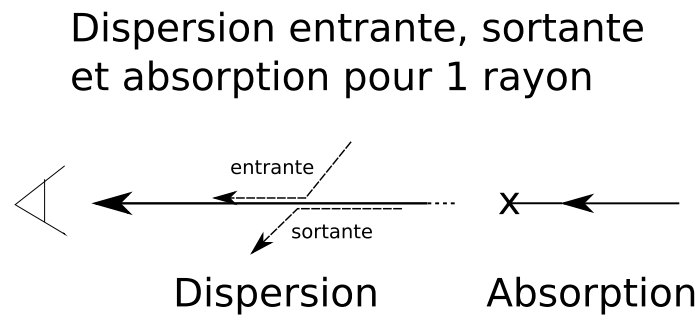 Dispersion entrante, sortante
et absorption pour 1 rayon
entrante
x
sortante
Dispersion
Absorption